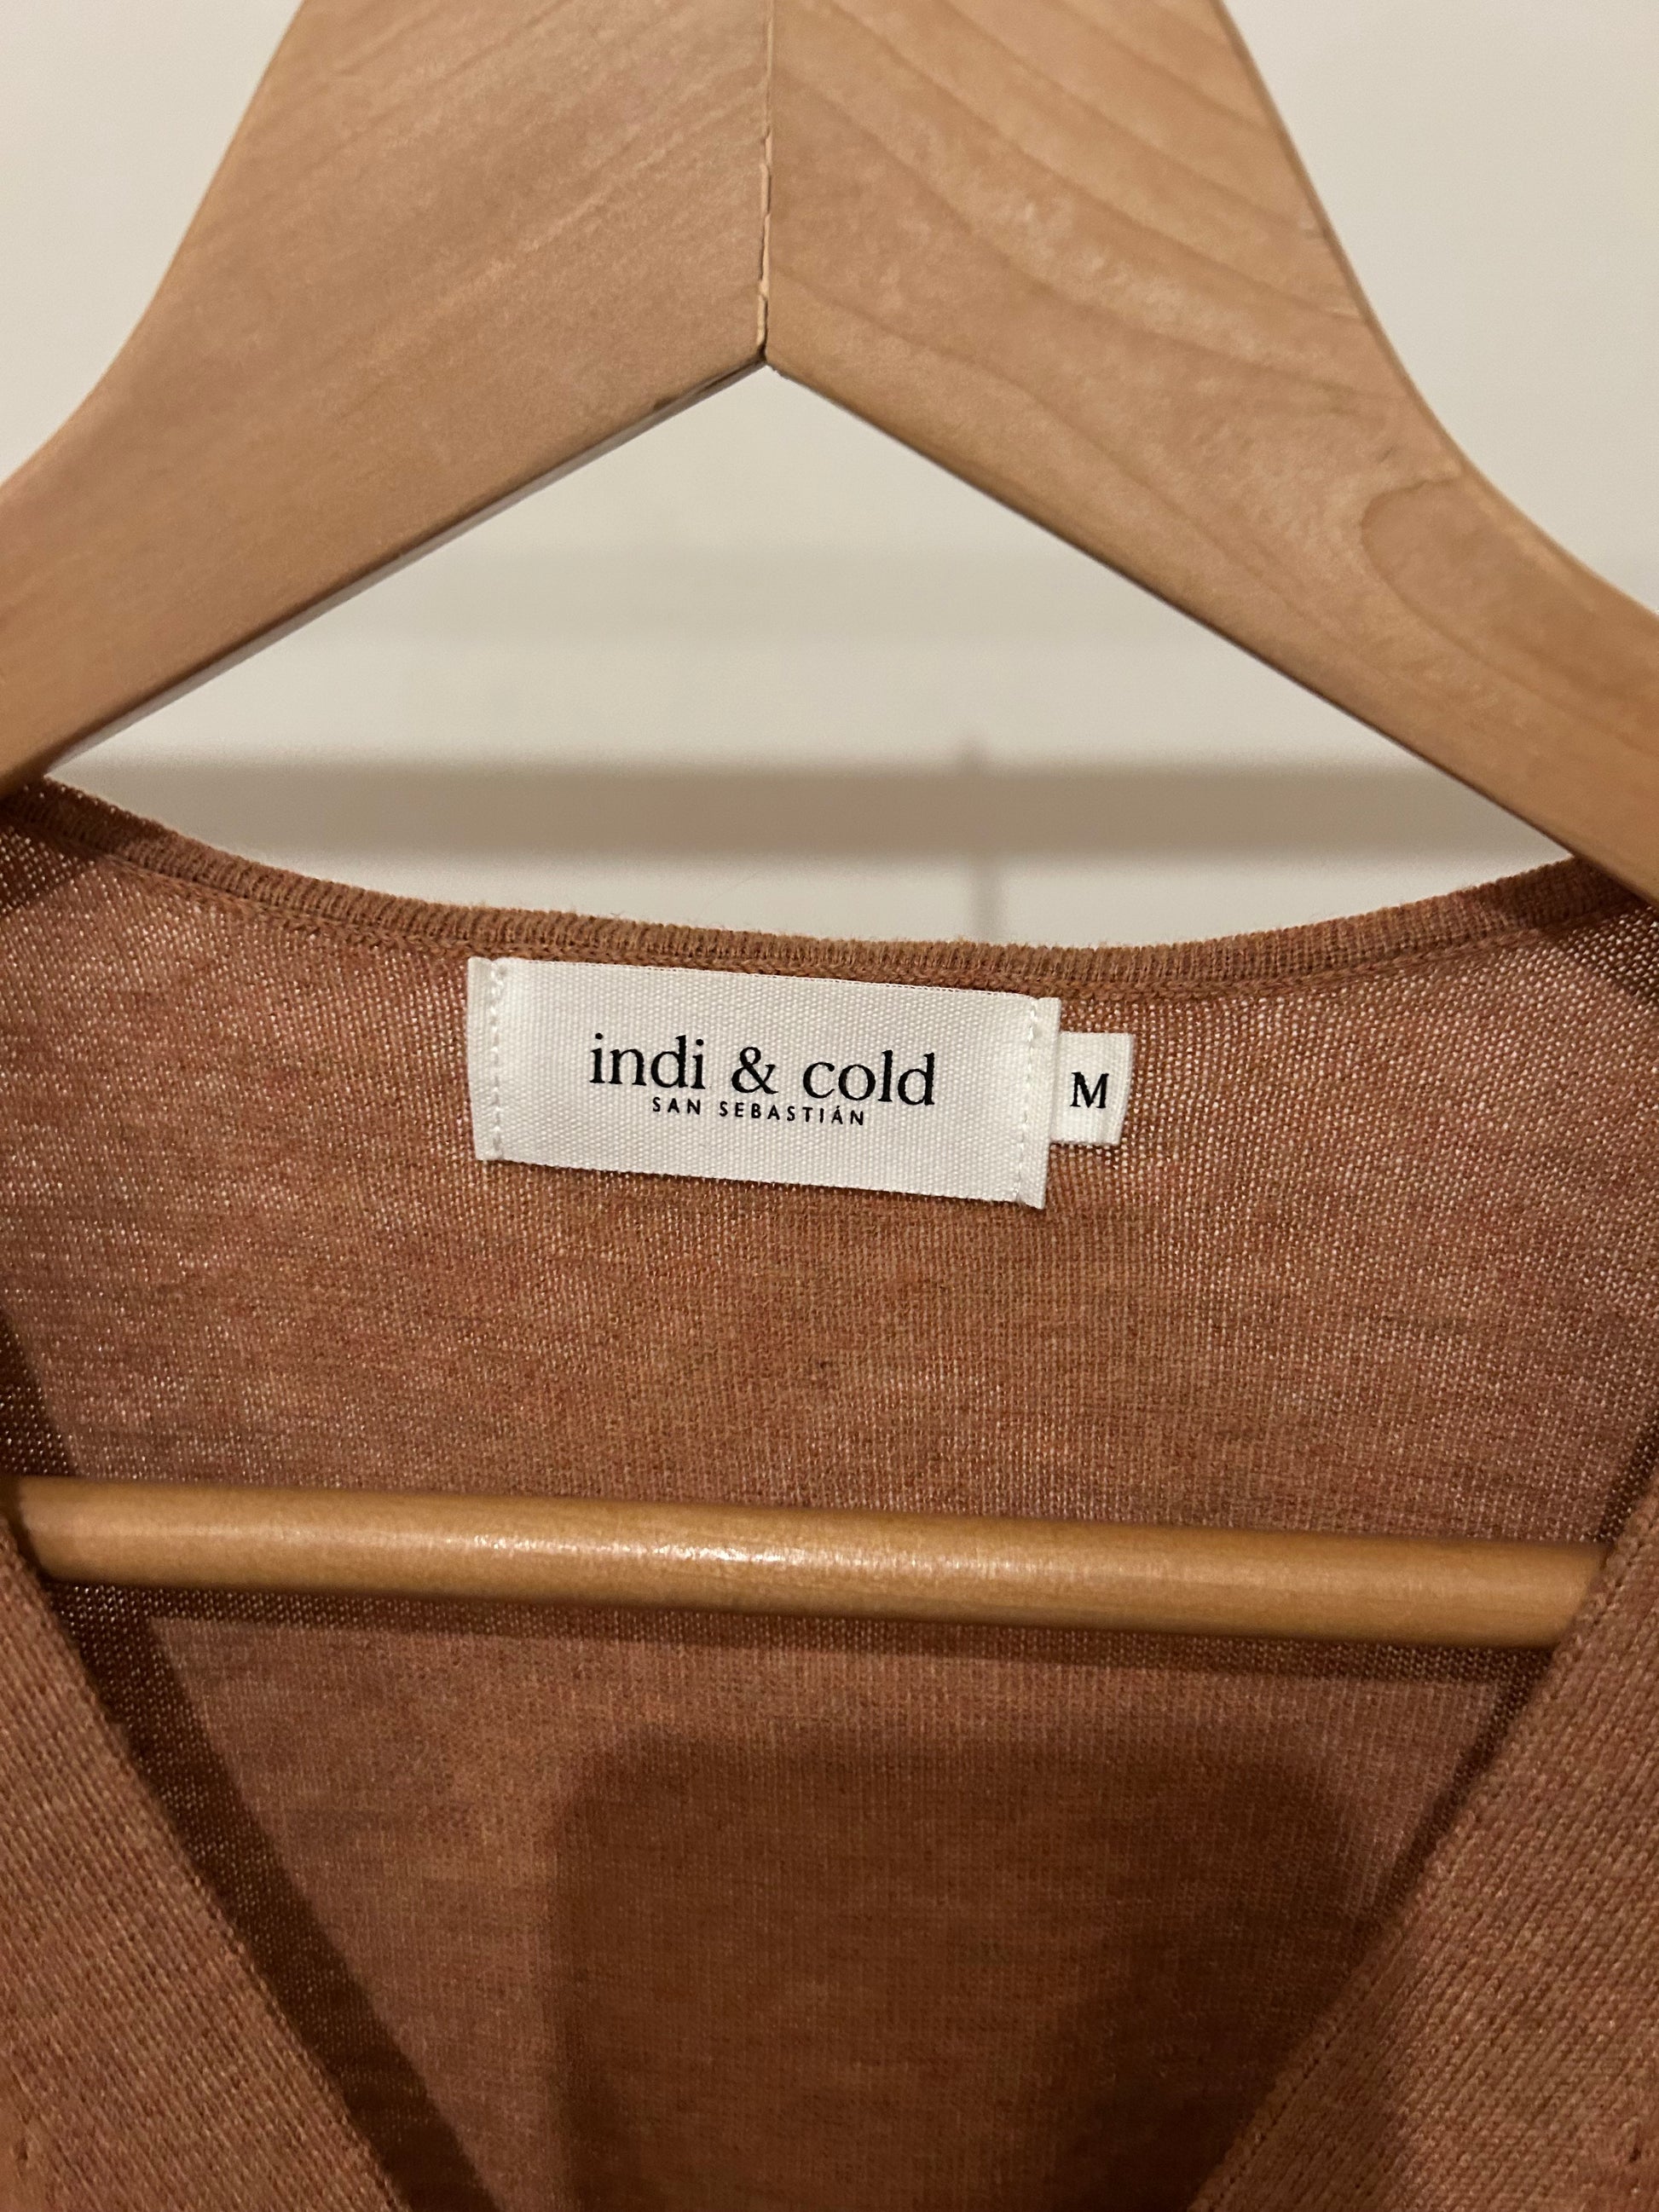 indi & cold
SAN SEBASTIÁN
M